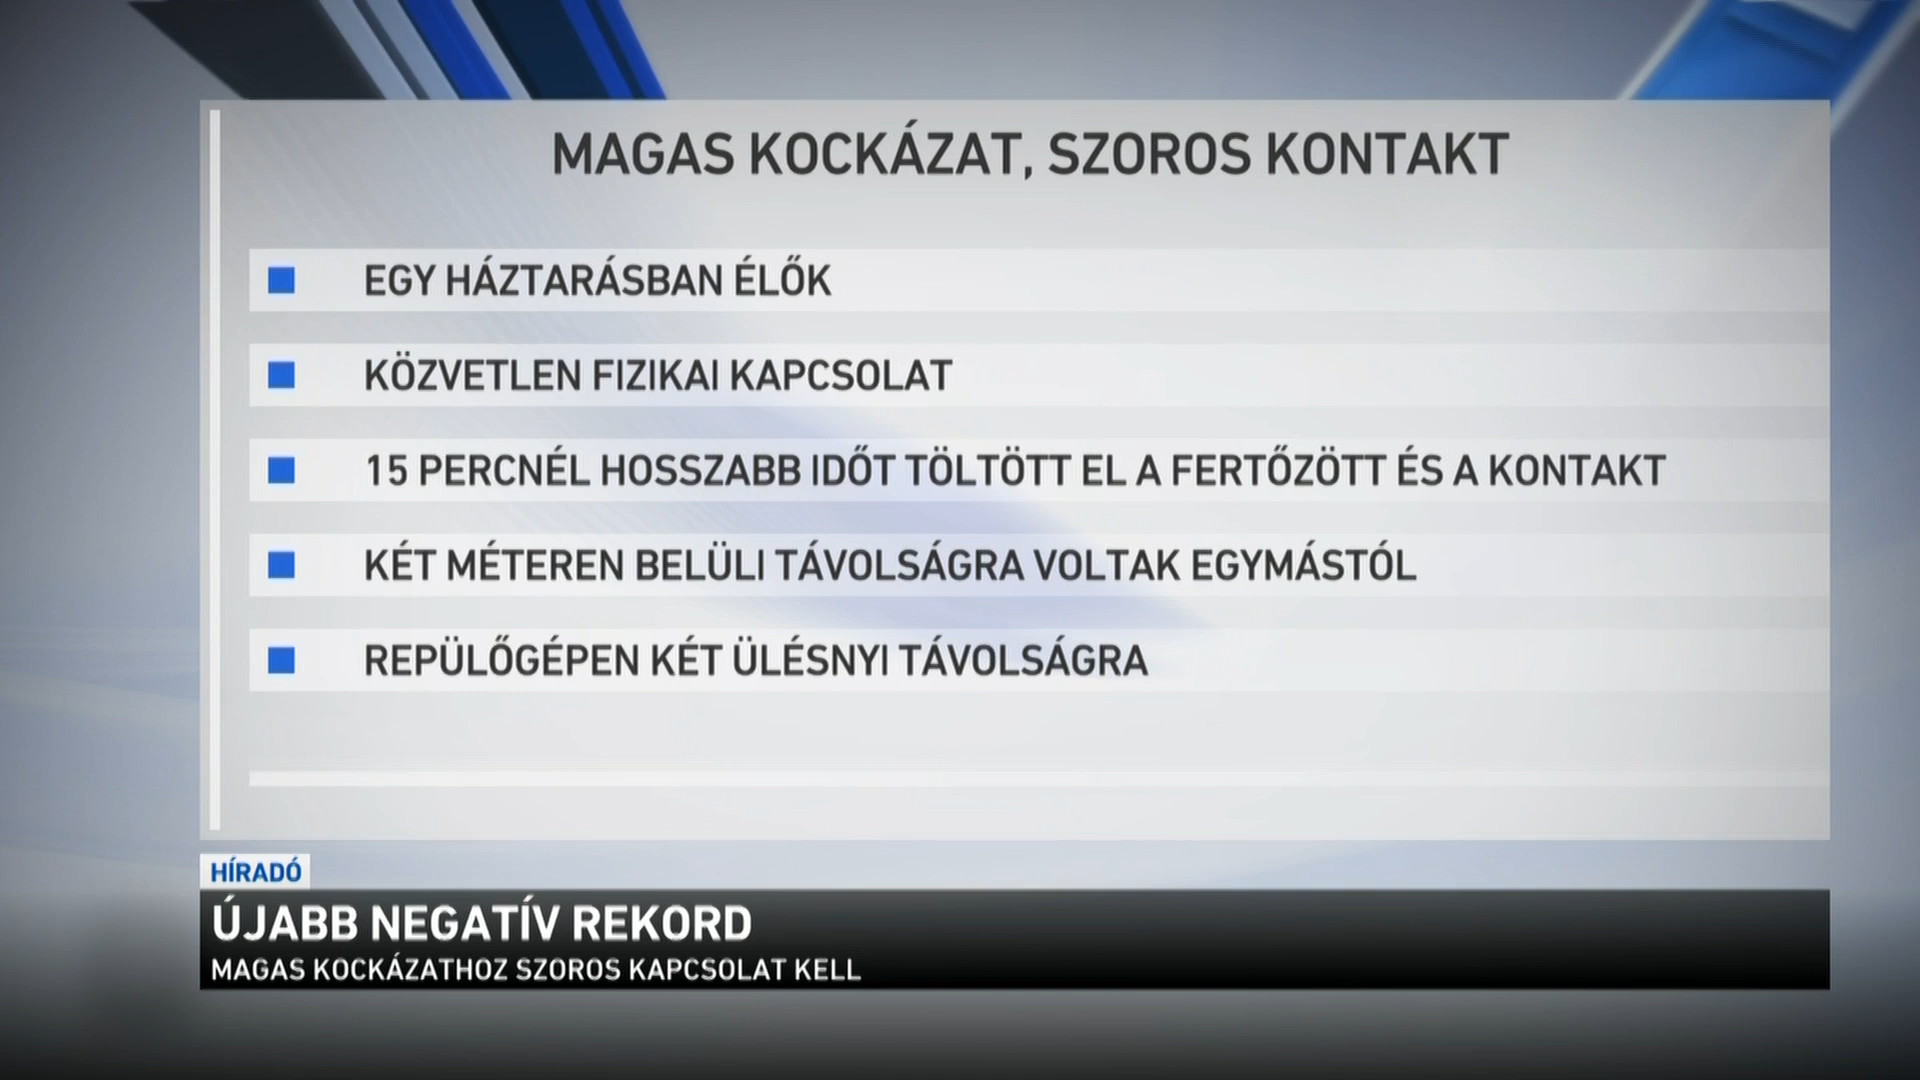 MAGAS KOCKÁZAT, SZOROS KONTAKT
EGY HÁZTARÁSBAN ÉLŐK
KÖZVETLEN FIZIKAI KAPCSOLAT
15 PERCNÉL HOSSZABB IDŐT TÖLTÖTT EL A FERTŐZÖTT ÉS A KONTAKT
KÉT MÉTEREN BELÜLI TÁVOLSÁGRA VOLTAK EGYMÁSTÓL
REPÜLŐGÉPEN KÉT ÜLÉSNYI TÁVOLSÁGRA
HÍRADÓ
ÚJABB NEGATÍV REKORD
MAGAS KOCKÁZATHOZ SZOROS KAPCSOLAT KELL